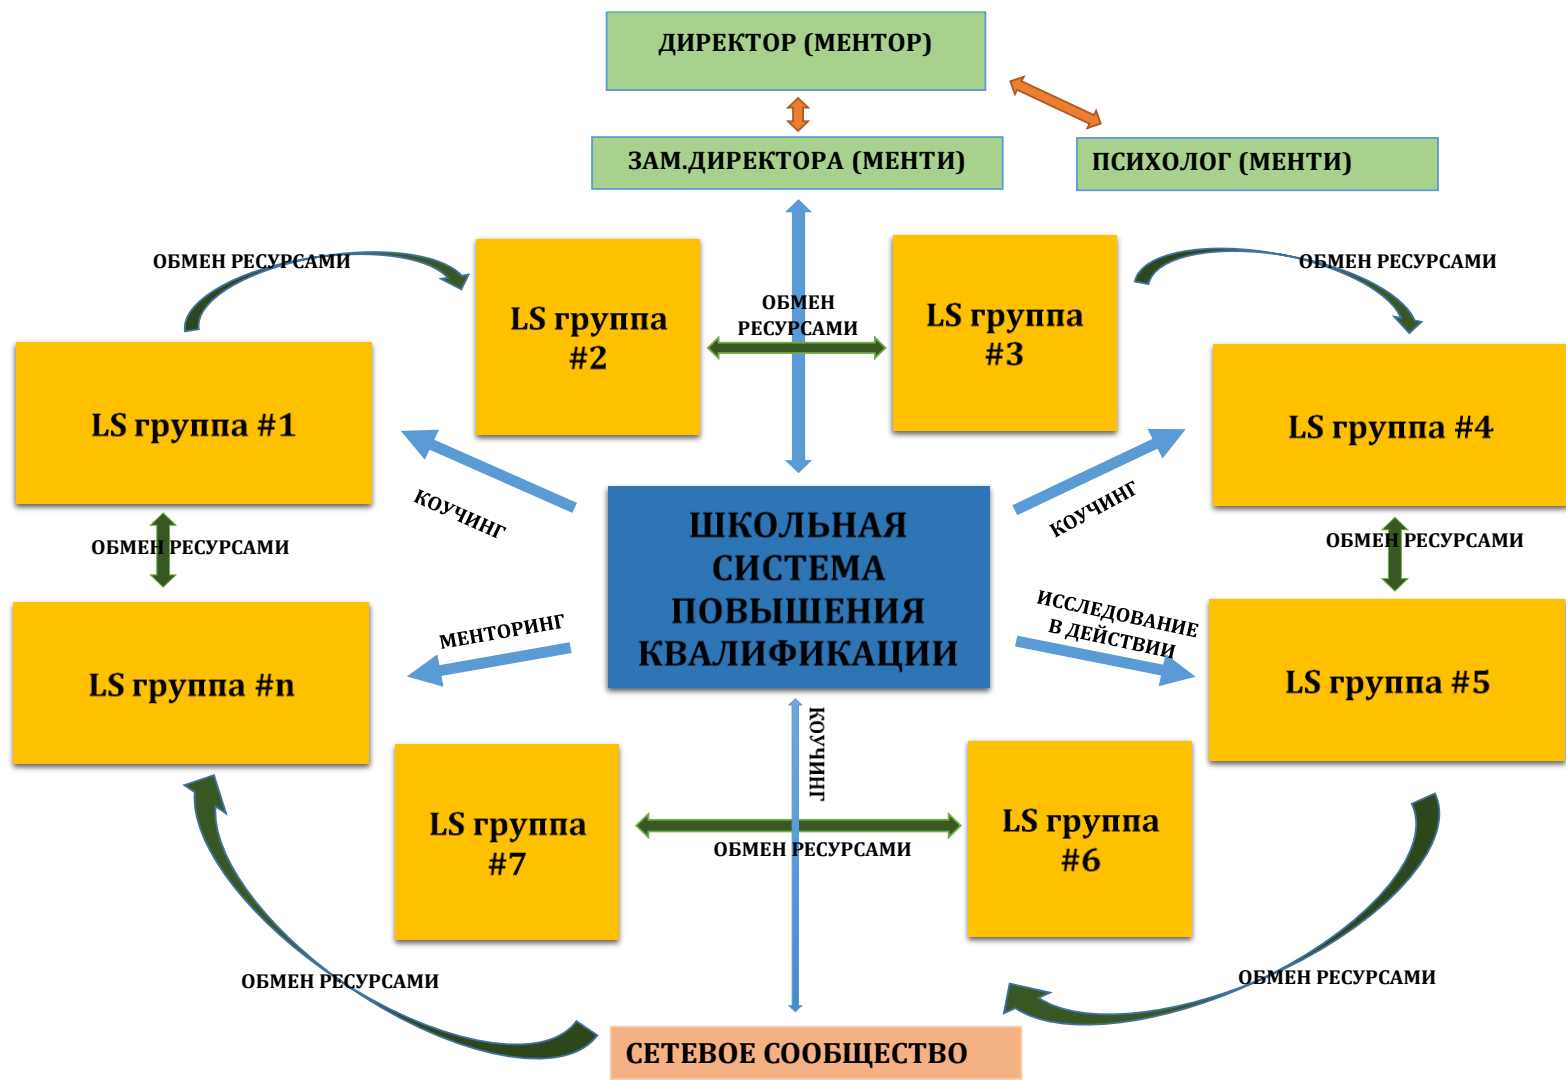 ДИРЕКТОР (МЕНТОР)
ЗАМ.ДИРЕКТОРА (МЕНТИ)
ПСИХОЛОГ (МЕНТИ)
ОБМЕН РЕСУРСАМИ
LS группа
#2
ОБМЕН
РЕСУРСАМИ
LS группа
#3
ОБМЕН РЕСУРСАМИ
LS группа #1
LS группа #4
КОУЧИНГ
КОУЧИНГ
ОБМЕН РЕСУРСАМИ
ШКОЛЬНАЯ
СИСТЕМА
ПОВЫШЕНИЯ
КВАЛИФИКАЦИИ
ОБМЕН РЕСУРСАМИ
МЕНТОРИНГ
ИССЛЕДОВАНИЕ
В ДЕЙСТВИИ
LS группа #n
LS группа #5
КОУЧИНГ
LS группа
#7
ОБМЕН РЕСУРСАМИ
LS группа
#6
ОБМЕН РЕСУРСАМИ
ОБМЕН РЕСУРСАМИ
СЕТЕВОЕ СООБЩЕСТВО